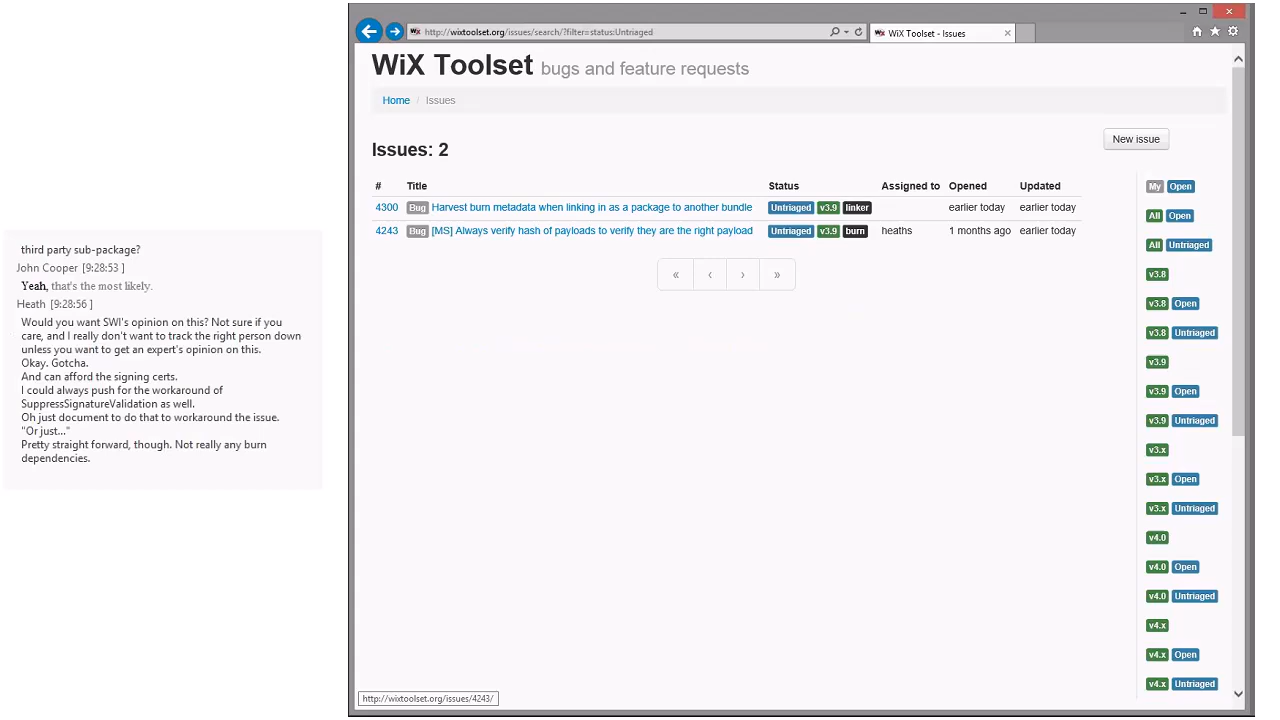 third party sub-package?
John Cooper [9:28:53 ]
Yeah, that's the most likely.
Heath [9:28:56 ]
Would you want SWI's opinion on this? Not sure if you
care, and I really don't want to track the right person down
unless you want to get an expert's opinion on this.
Okay. Gotcha.
And can afford the signing certs.
I could always push for the workaround of
SuppressSignatureValidation as well.
Oh just document to do that to workaround the issue.
"Or just..."
Pretty straight forward, though. Not really any burn
dependencies.
http://wixtoolset.org/issues/search/?filter=status:Untriaged
WiX Toolset - Issues
WiX Toolset bugs and feature requests
Home / Issues
New issue
Issues: 2
# Title Status Assigned to Opened Updated
4300 Bug Harvest burn metadata when linking in as a package to another bundle Untriaged v3.9 linker earlier today earlier today
4243 Bug [MS] Always verify hash of payloads to verify they are the right payload Untriaged v3.9 burn heaths 1 months ago earlier today
« ‹ › »
My Open
All Open
All Untriaged
v3.8
v3.8 Open
v3.8 Untriaged
v3.9
v3.9 Open
v3.9 Untriaged
v3.x
v3.x Open
v3.x Untriaged
v4.0
v4.0 Open
v4.0 Untriaged
v4.x
v4.x Open
v4.x Untriaged
http://wixtoolset.org/issues/4243/